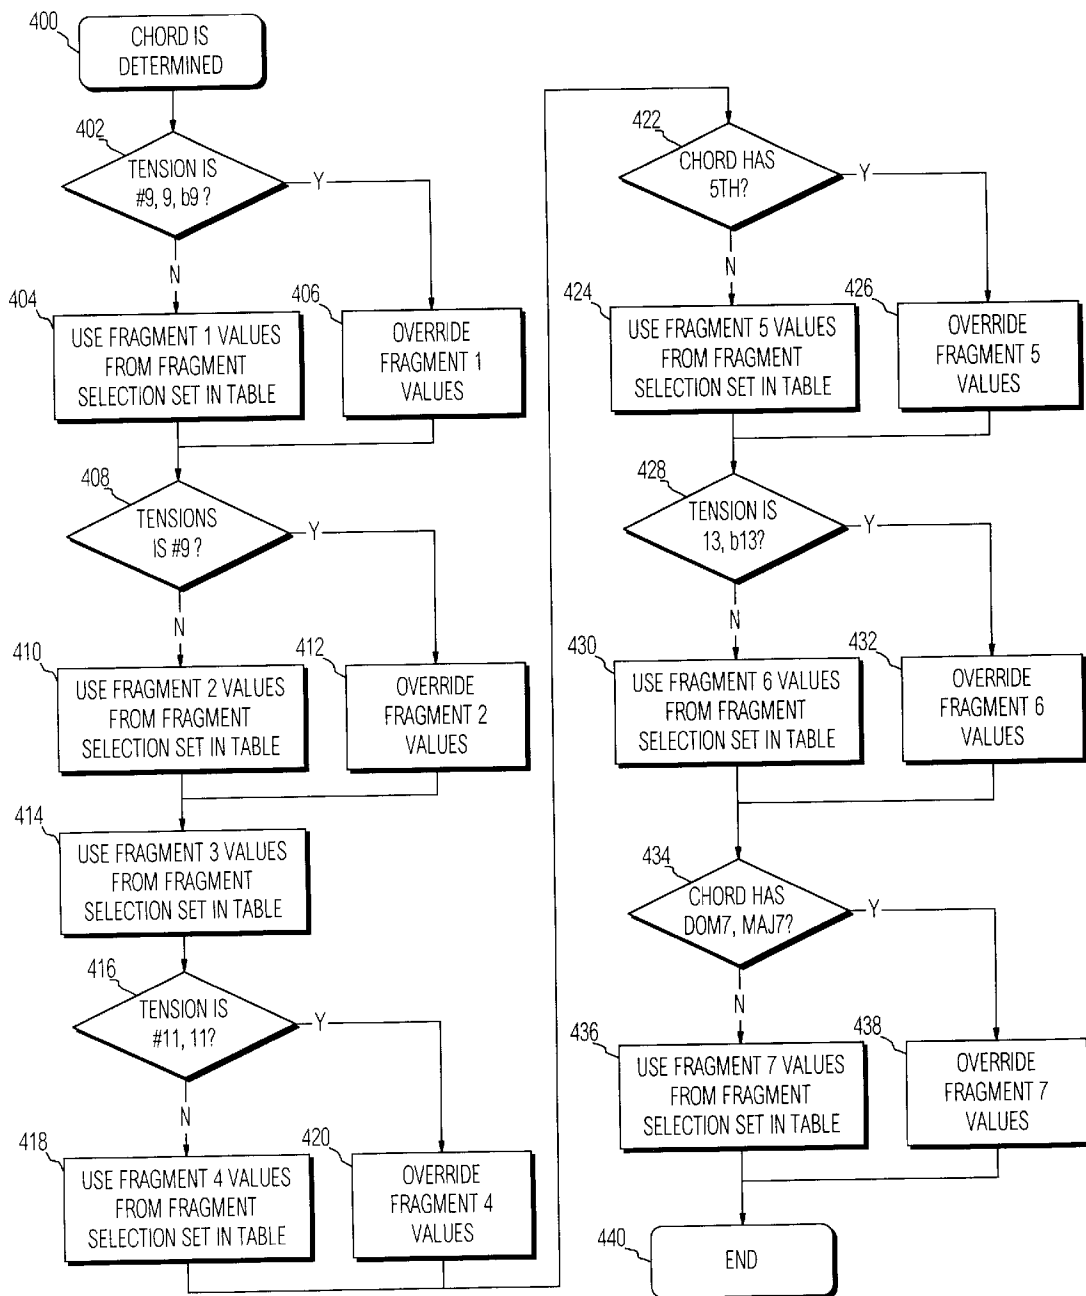 400
CHORD IS
DETERMINED
402
TENSION IS
#9, 9, b9 ?
Y
N
404
USE FRAGMENT 1 VALUES
FROM FRAGMENT
SELECTION SET IN TABLE
406
OVERRIDE
FRAGMENT 1
VALUES
408
TENSIONS
IS #9 ?
Y
N
410
USE FRAGMENT 2 VALUES
FROM FRAGMENT
SELECTION SET IN TABLE
412
OVERRIDE
FRAGMENT 2
VALUES
414
USE FRAGMENT 3 VALUES
FROM FRAGMENT
SELECTION SET IN TABLE
416
TENSION IS
#11, 11?
Y
N
418
USE FRAGMENT 4 VALUES
FROM FRAGMENT
SELECTION SET IN TABLE
420
OVERRIDE
FRAGMENT 4
VALUES
422
CHORD HAS
5TH?
Y
N
424
USE FRAGMENT 5 VALUES
FROM FRAGMENT
SELECTION SET IN TABLE
426
OVERRIDE
FRAGMENT 5
VALUES
428
TENSION IS
13, b13?
Y
N
430
USE FRAGMENT 6 VALUES
FROM FRAGMENT
SELECTION SET IN TABLE
432
OVERRIDE
FRAGMENT 6
VALUES
434
CHORD HAS
DOM7, MAJ7?
Y
N
436
USE FRAGMENT 7 VALUES
FROM FRAGMENT
SELECTION SET IN TABLE
438
OVERRIDE
FRAGMENT 7
VALUES
440
END